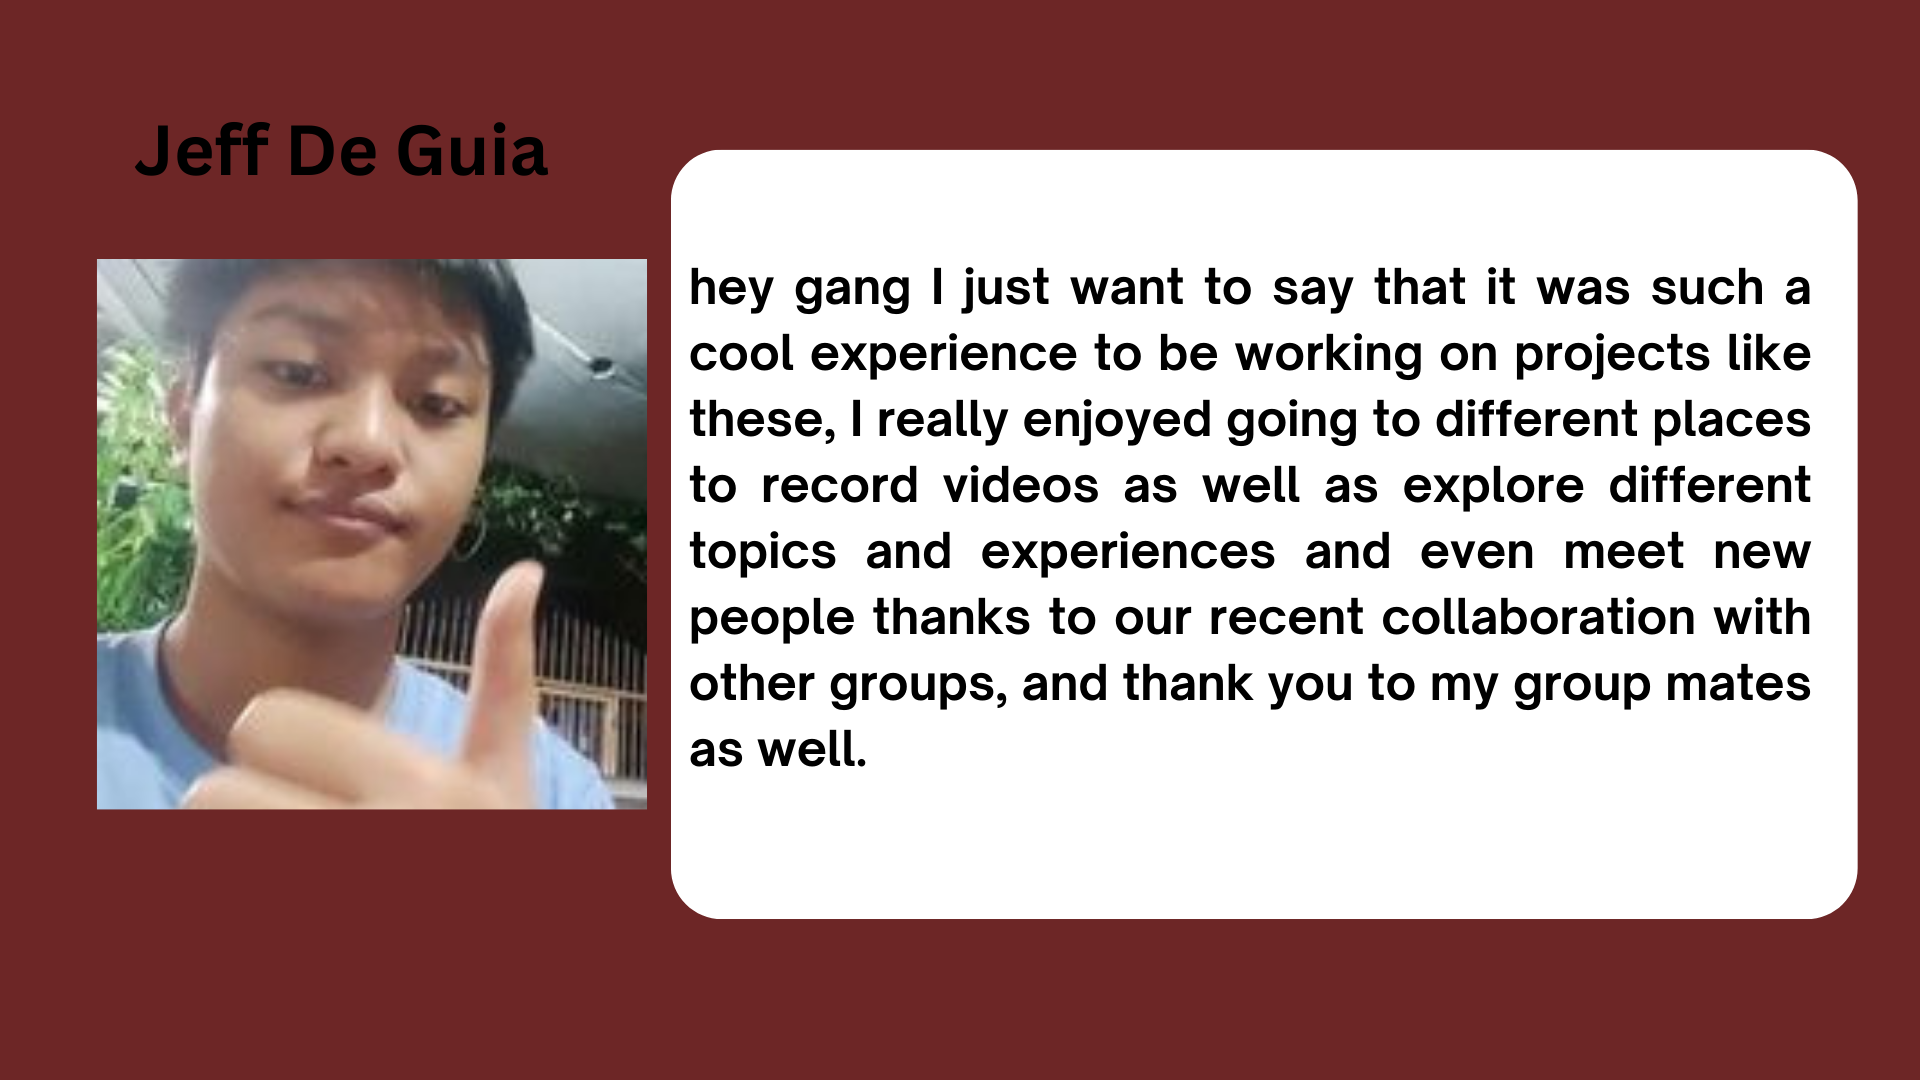 Jeff De Guia
hey gang I just want to say that it was such a
cool experience to be working on projects like
these, I really enjoyed going to different places
to record videos as well as explore different
topics and experiences and even meet new
people thanks to our recent collaboration with
other groups, and thank you to my group mates
as well.